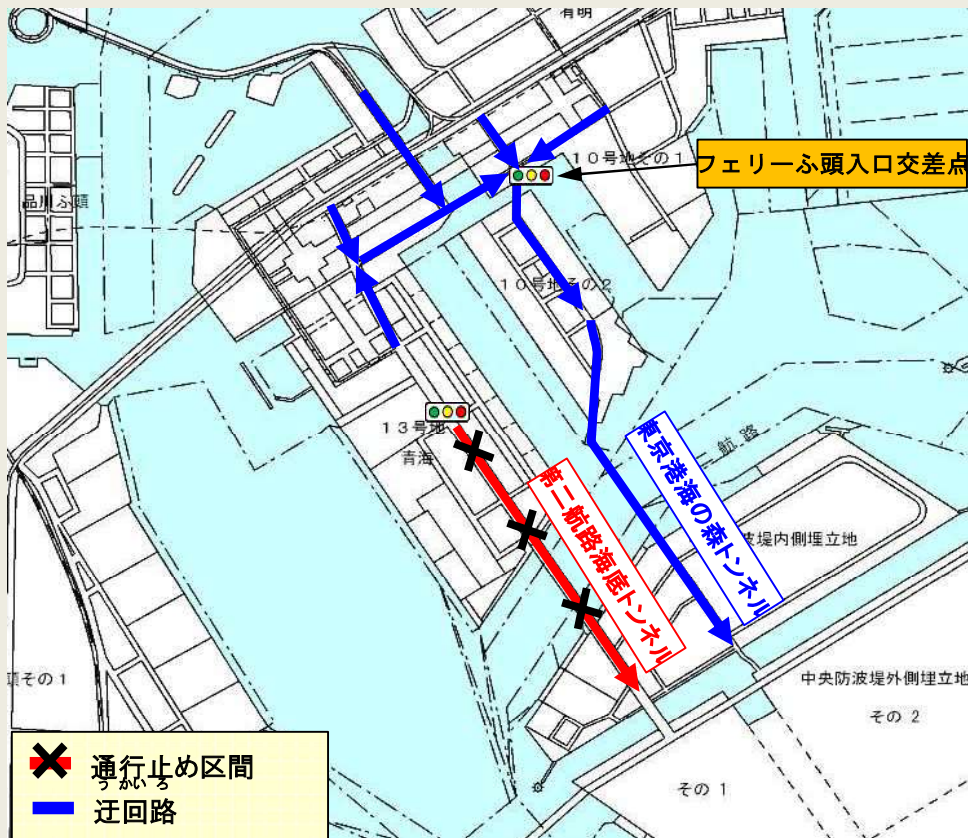 有明
10号地その1
フェリーふ頭入口交差点
品川ふ頭
10号地その2
13号地
青海
航路
東京港海の森トンネル
第二航路海底トンネル
波堤内側埋立地
頭その1
中央防波堤外側埋立地
その2
その1
通行止め区間
うかいろ
迂回路